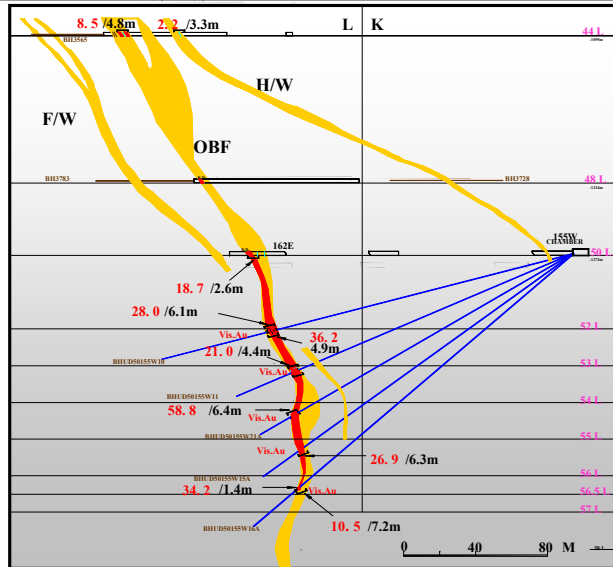 8.5 /4.8m
2.2 /3.3m
L K
44 L
BH3565
H/W
F/W
OBF
48 L
BH3783
BH3728
155W
CHAMBER
162E
50 L
18.7 /2.6m
28.0 /6.1m
52 L
Vis.Au
36.2
4.9m
21.0 /4.4m
BHUD50155W10
53 L
Vis.Au
BHUD50155W11
54 L
58.8 /6.4m
Vis.Au
BHUD50155W21A
55 L
Vis.Au
26.9 /6.3m
BHUD50155W15A
56 L
34.2 /1.4m
Vis.Au
56.5 L
57 L
BHUD50155W16A
10.5 /7.2m
0 40 80 M